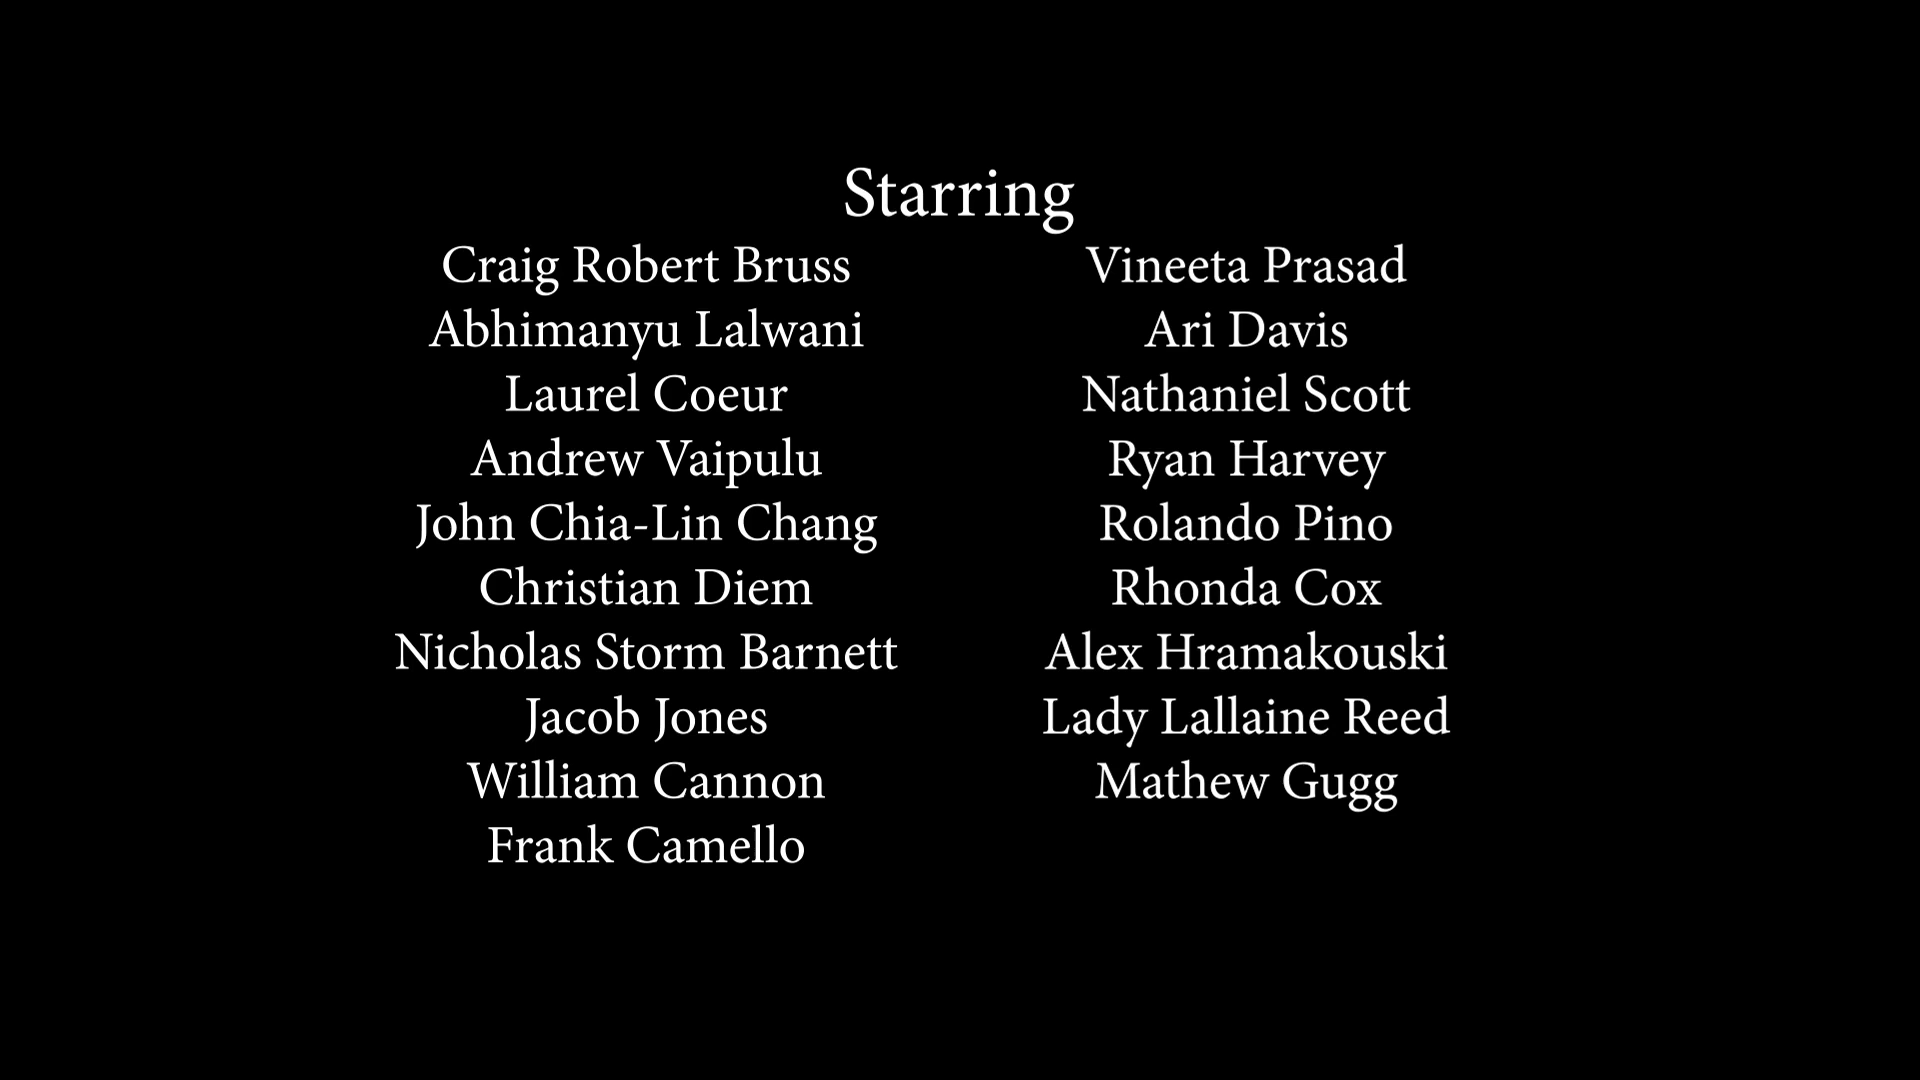 Starring
Craig Robert Bruss
Abhimanyu Lalwani
Laurel Coeur
Andrew Vaipulu
John Chia-Lin Chang
Christian Diem
Nicholas Storm Barnett
Jacob Jones
William Cannon
Frank Camello
Vineeta Prasad
Ari Davis
Nathaniel Scott
Ryan Harvey
Rolando Pino
Rhonda Cox
Alex Hramakouski
Lady Lallaine Reed
Mathew Gugg